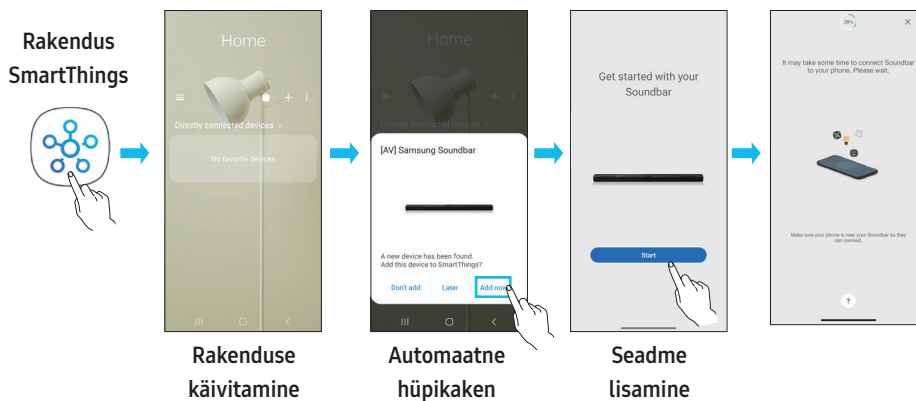 Rakendus
SmartThings
Home
Directly connected devices >
No favorite devices
Rakenduse
käivitamine
Home
Directly connected devices >
[AV] Samsung Soundbar
A new device has been found.
Add this device to SmartThings?
Don't add Later Add now
Automaatne
hüpikaken
Get started with your
Soundbar
Start
Seadme
lisamine
38%
It may take some time to connect Soundbar
to your phone. Please wait.
Make sure your phone is near your Soundbar so they
can connect.
?